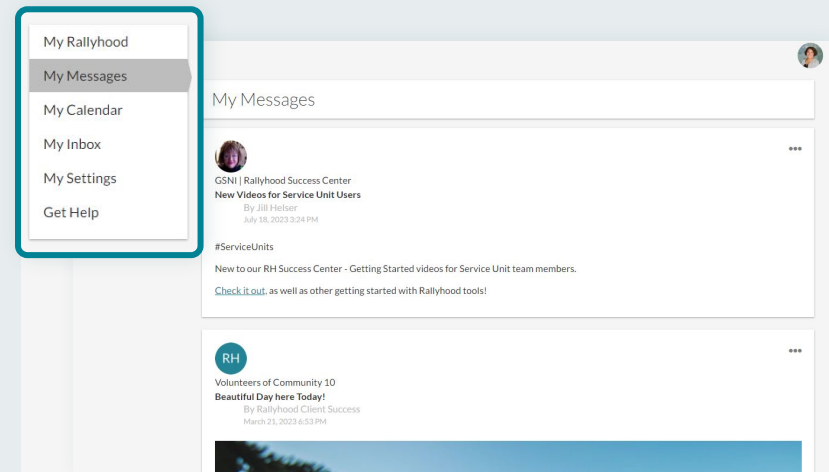 My Rallyhood
My Messages
My Calendar
My Inbox
My Settings
Get Help
My Messages
GSNI | Rallyhood Success Center
New Videos for Service Unit Users
By Jill Helser
July 18, 2023 3:24 PM
#ServiceUnits
New to our RH Success Center - Getting Started videos for Service Unit team members.
Check it out, as well as other getting started with Rallyhood tools!
RH
Volunteers of Community 10
Beautiful Day here Today!
By Rallyhood Client Success
March 21, 2023 6:53 PM